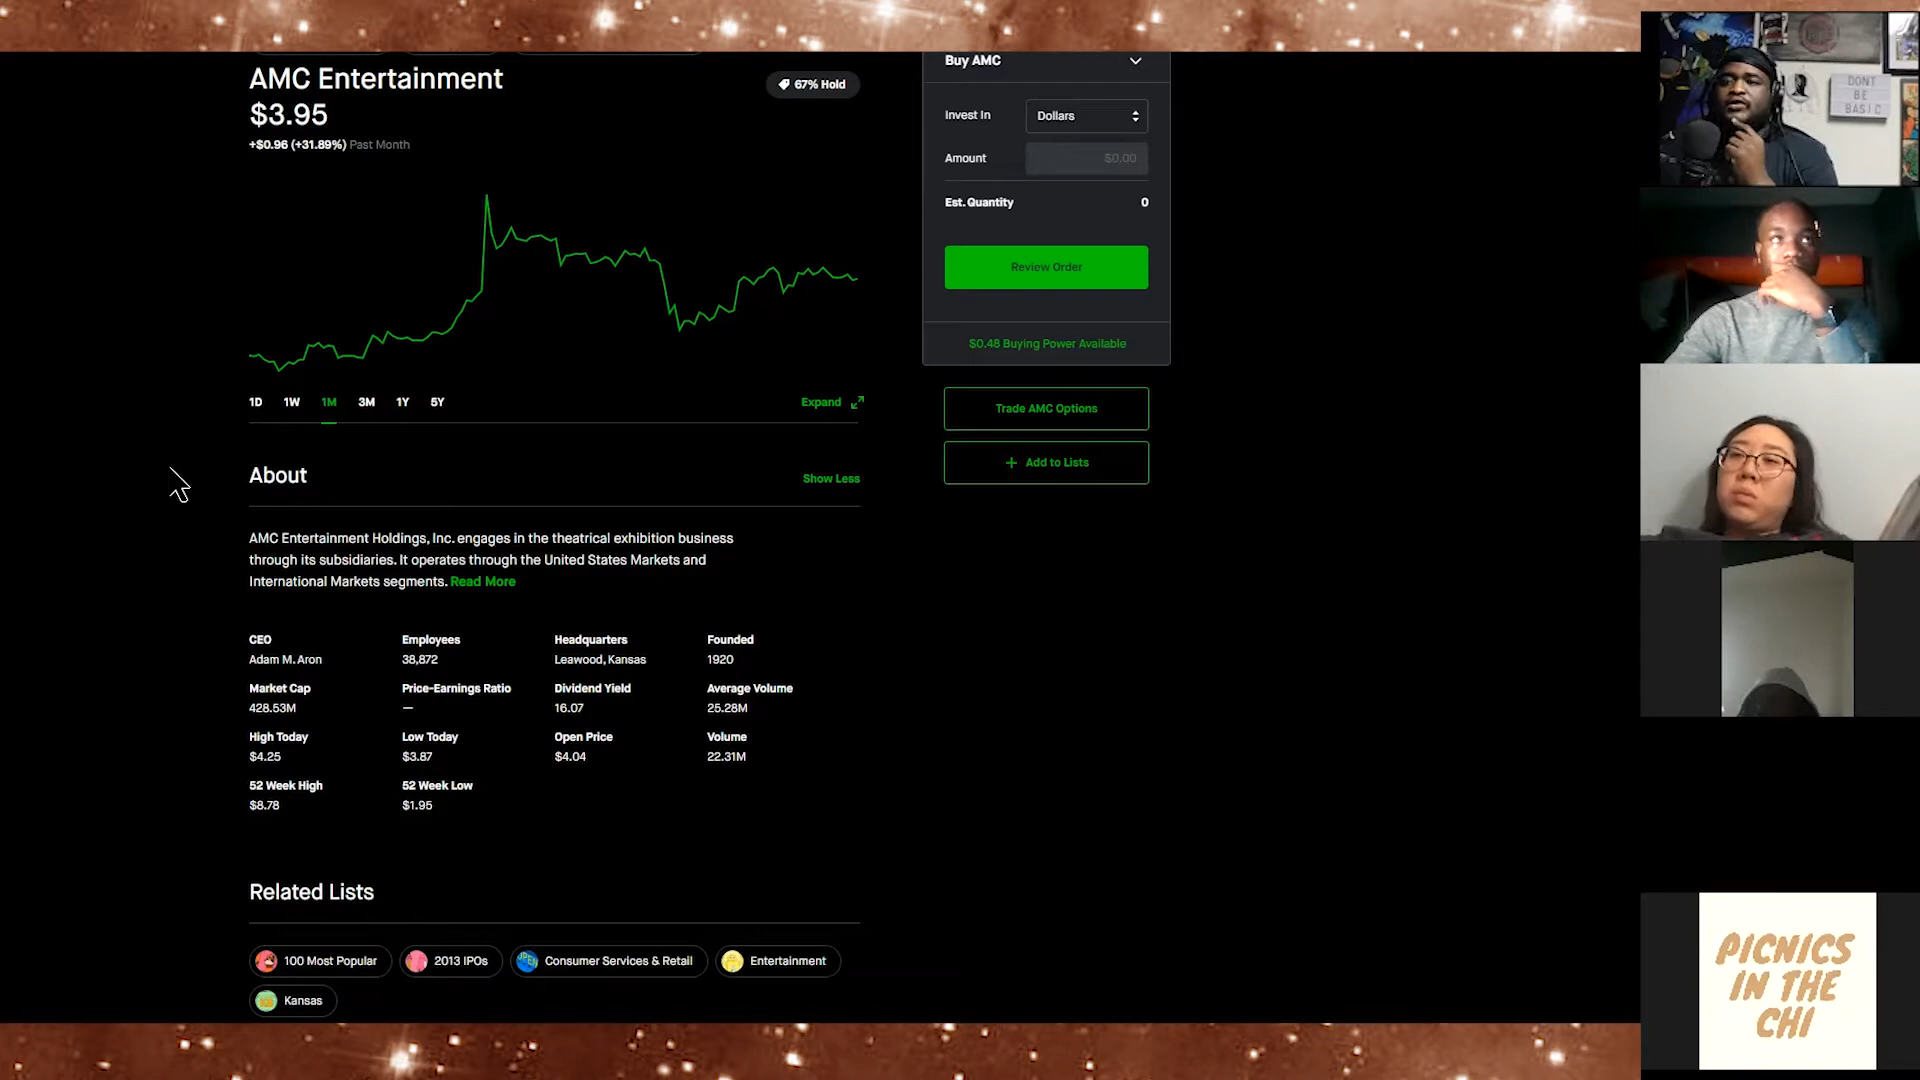 AMC Entertainment
$3.95
+$0.96 (+31.89%) Past Month
67% Hold
1D 1W 1M 3M 1Y 5Y
Expand
About
Show Less
AMC Entertainment Holdings, Inc. engages in the theatrical exhibition business
through its subsidiaries. It operates through the United States Markets and
International Markets segments. Read More
CEO Employees Headquarters Founded
Adam M. Aron 38,872 Leawood, Kansas 1920
Market Cap Price-Earnings Ratio Dividend Yield Average Volume
428.53M — 16.07 25.28M
High Today Low Today Open Price Volume
$4.25 $3.87 $4.04 22.31M
52 Week High 52 Week Low
$8.78 $1.95
Related Lists
100 Most Popular 2013 IPOs Consumer Services & Retail Entertainment
Kansas
Buy AMC
Invest In Dollars
Amount $0.00
Est. Quantity 0
Review Order
$0.48 Buying Power Available
Trade AMC Options
+ Add to Lists
DONT
BE
BASIC
PICNICS
IN THE
CHI